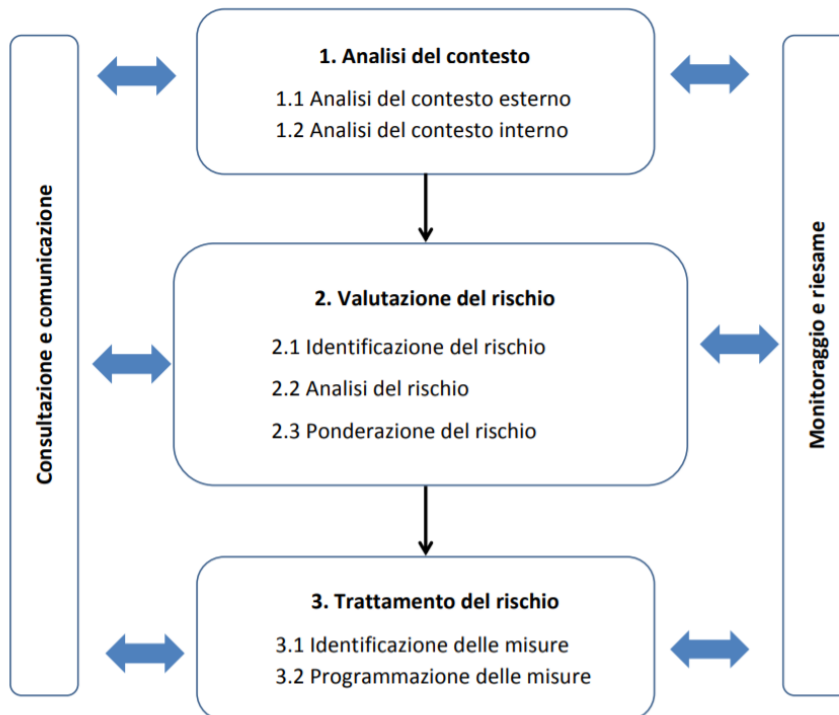 Consultazione e comunicazione
1. Analisi del contesto
1.1 Analisi del contesto esterno
1.2 Analisi del contesto interno
2. Valutazione del rischio
2.1 Identificazione del rischio
2.2 Analisi del rischio
2.3 Ponderazione del rischio
3. Trattamento del rischio
3.1 Identificazione delle misure
3.2 Programmazione delle misure
Monitoraggio e riesame